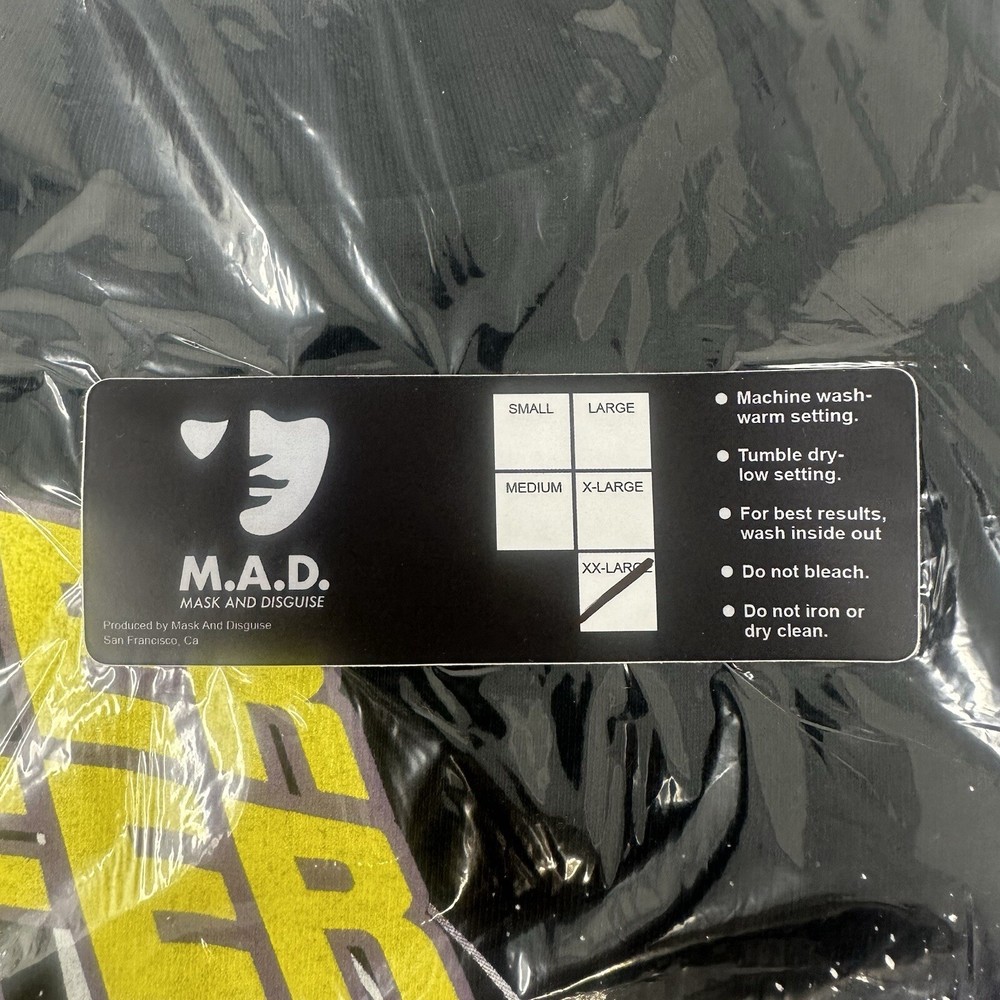 M.A.D.
MASK AND DISGUISE
Produced by Mask And Disguise
San Francisco, Ca
SMALL
LARGE
MEDIUM
X-LARGE
XX-LARGE
Machine wash-
warm setting.
Tumble dry-
low setting.
For best results,
wash inside out
Do not bleach.
Do not iron or
dry clean.